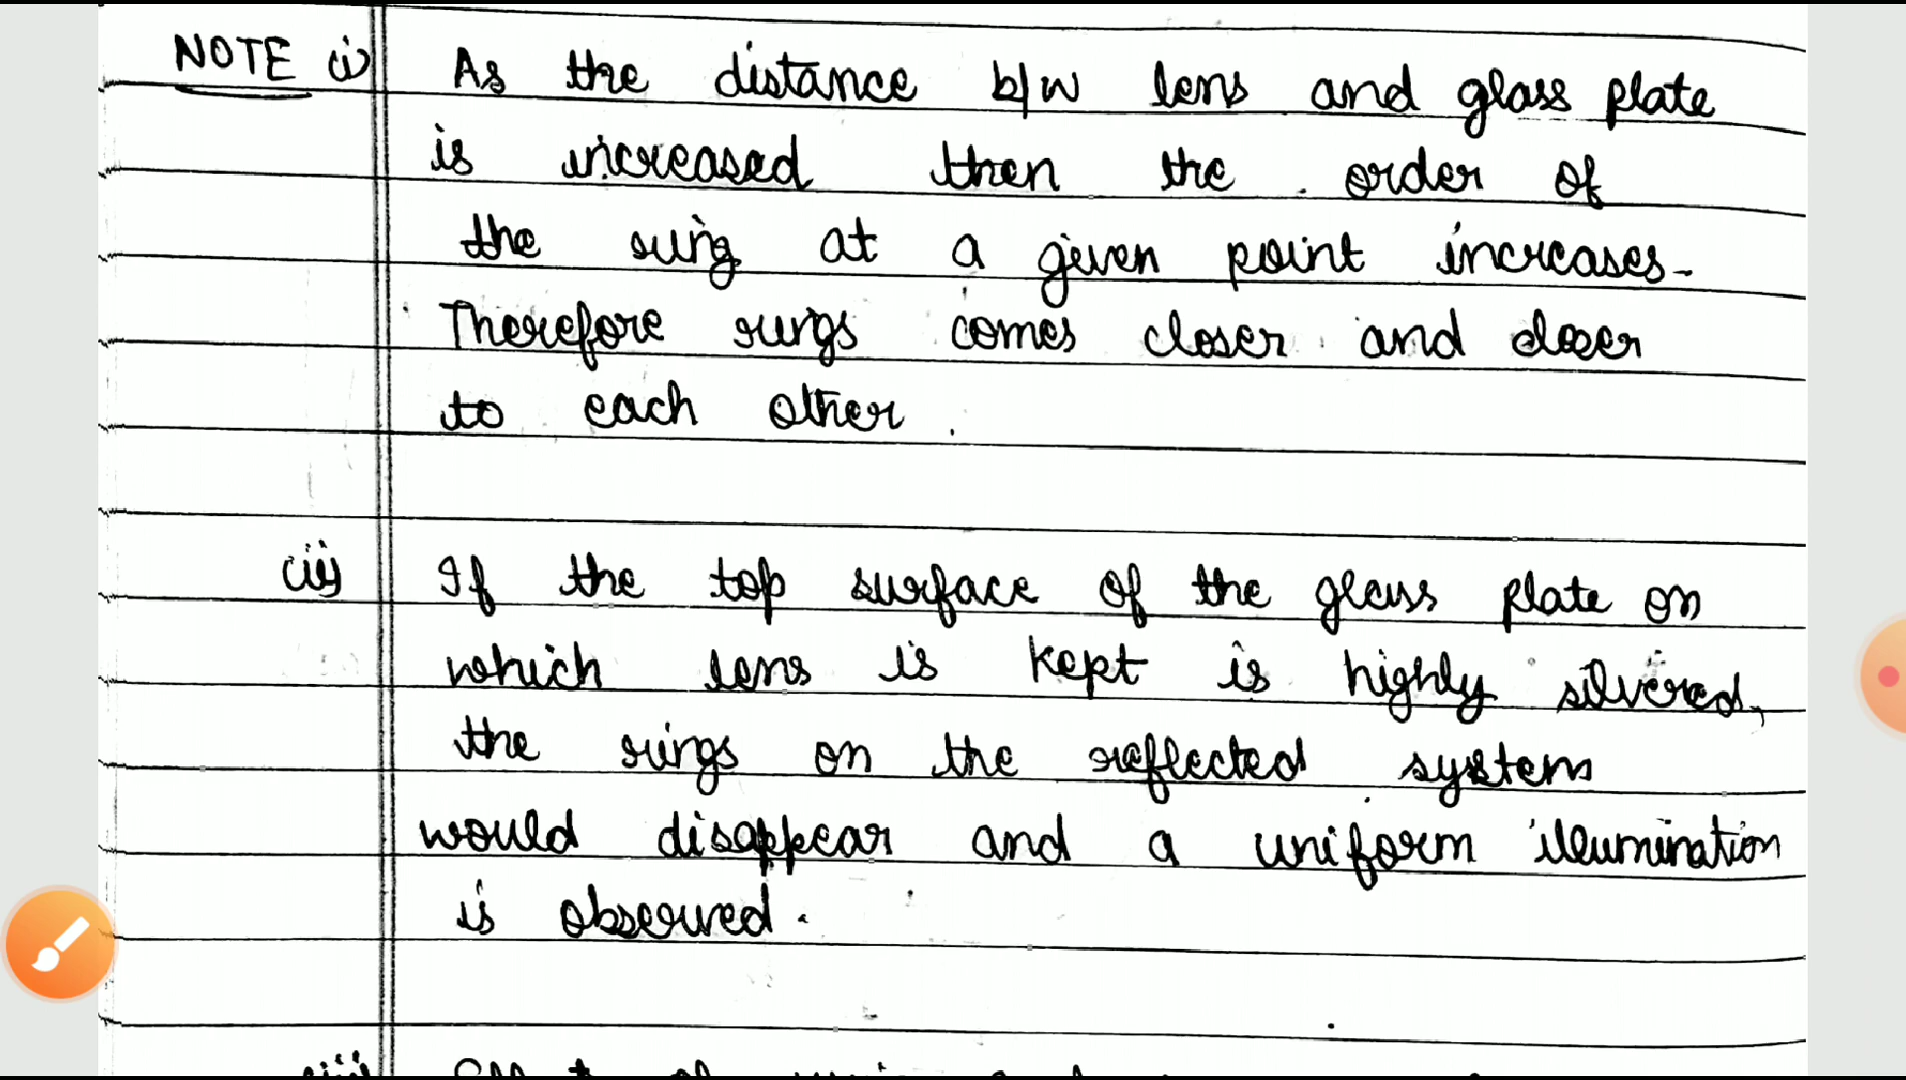 NOTE (i) As the distance b/w lens and glass plate
is increased then the order of
the ring at a given point increases.
Therefore rings comes closer and closer
to each other.
(ii) If the top surface of the glass plate on
which lens is kept is highly silvered,
the rings on the reflected system
would disappear and a uniform illumination
is observed.
(iii)